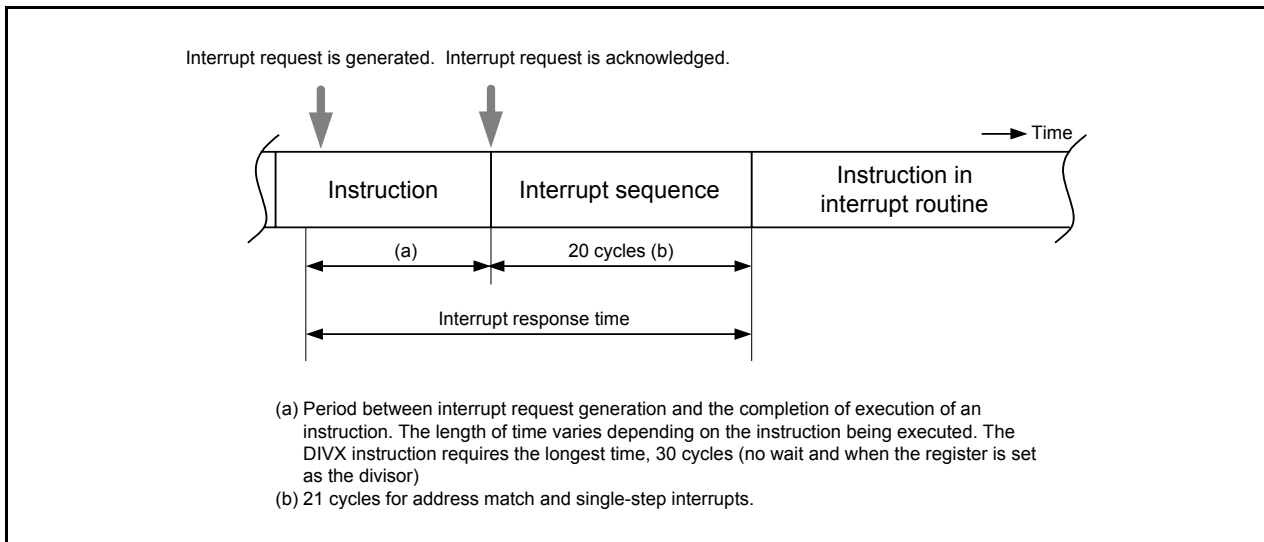 Interrupt request is generated. Interrupt request is acknowledged.
Time
Instruction
Interrupt sequence
Instruction in
interrupt routine
(a)
20 cycles (b)
Interrupt response time
(a) Period between interrupt request generation and the completion of execution of an
instruction. The length of time varies depending on the instruction being executed. The
DIVX instruction requires the longest time, 30 cycles (no wait and when the register is set
as the divisor)
(b) 21 cycles for address match and single-step interrupts.